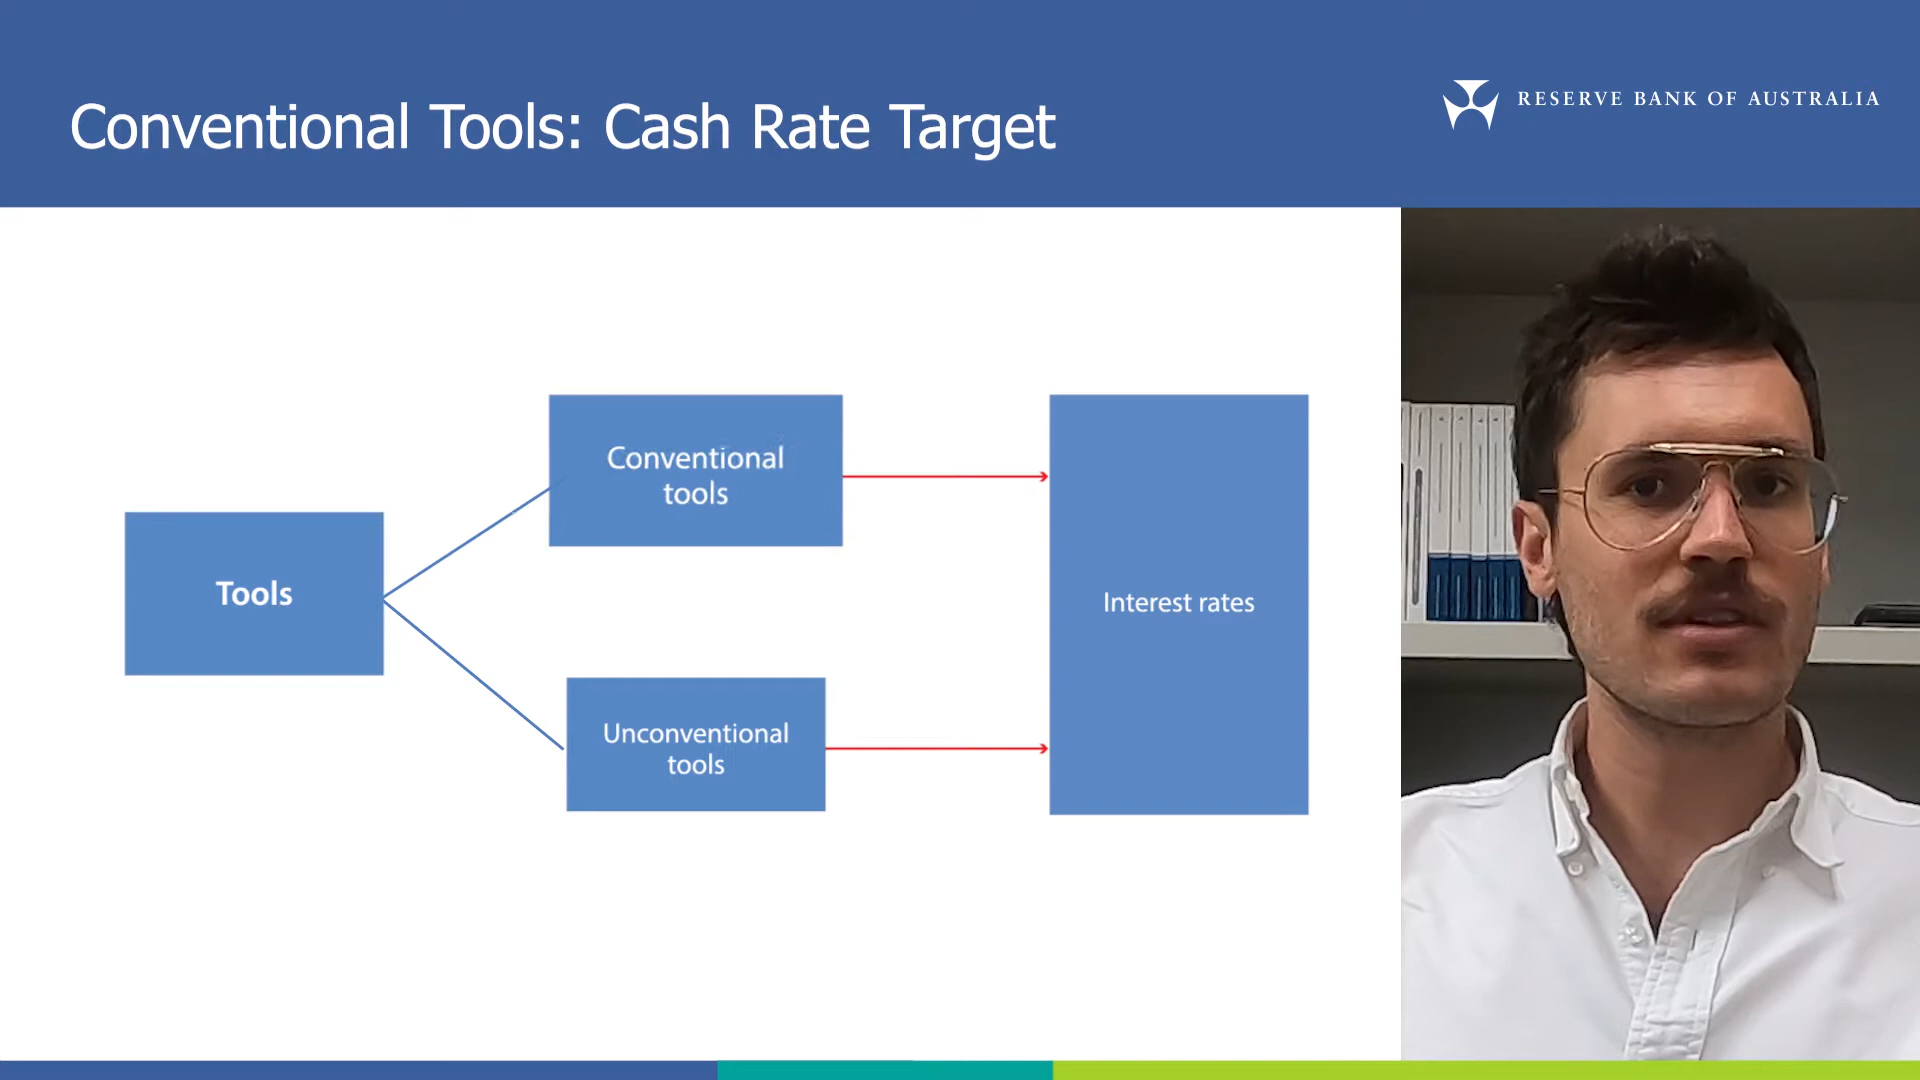 Conventional Tools: Cash Rate Target
RESERVE BANK OF AUSTRALIA
Conventional
tools
Tools
Interest rates
Unconventional
tools